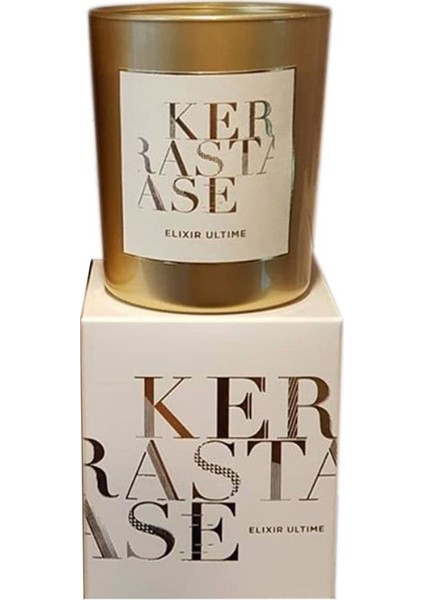 KER
RASTA
ASE
ELIXIR ULTIME
KER
RASTA
ASE
ELIXIR ULTIME